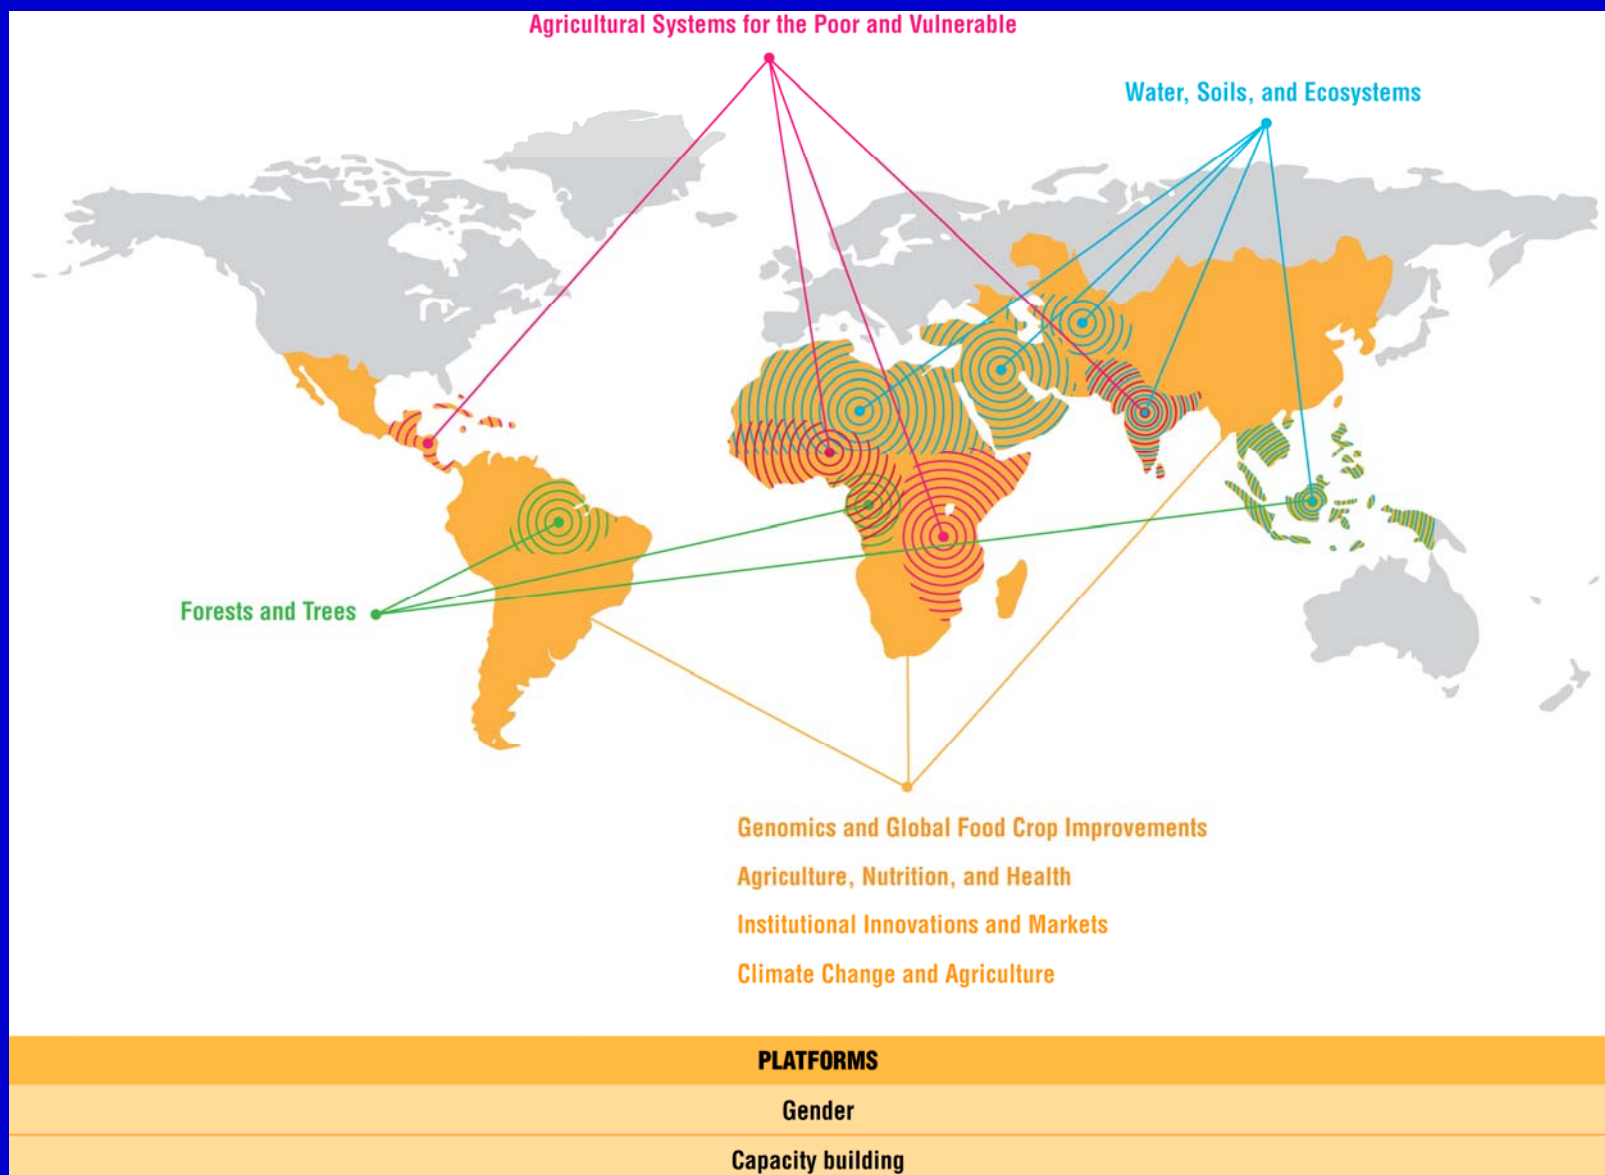 Agricultural Systems for the Poor and Vulnerable
Water, Soils, and Ecosystems
Forests and Trees
Genomics and Global Food Crop Improvements
Agriculture, Nutrition, and Health
Institutional Innovations and Markets
Climate Change and Agriculture
PLATFORMS
Gender
Capacity building